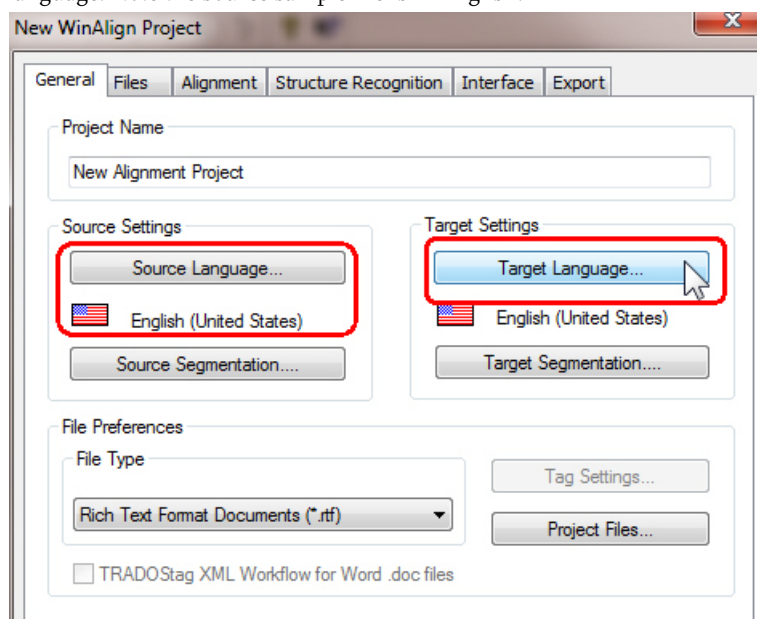 New WinAlign Project
General Files Alignment Structure Recognition Interface Export
Project Name
New Alignment Project
Source Settings
Target Settings
Source Language...
Target Language...
English (United States)
English (United States)
Source Segmentation....
Target Segmentation....
File Preferences
File Type
Tag Settings...
Rich Text Format Documents (*.rtf)
Project Files...
TRADOStag XML Workflow for Word .doc files